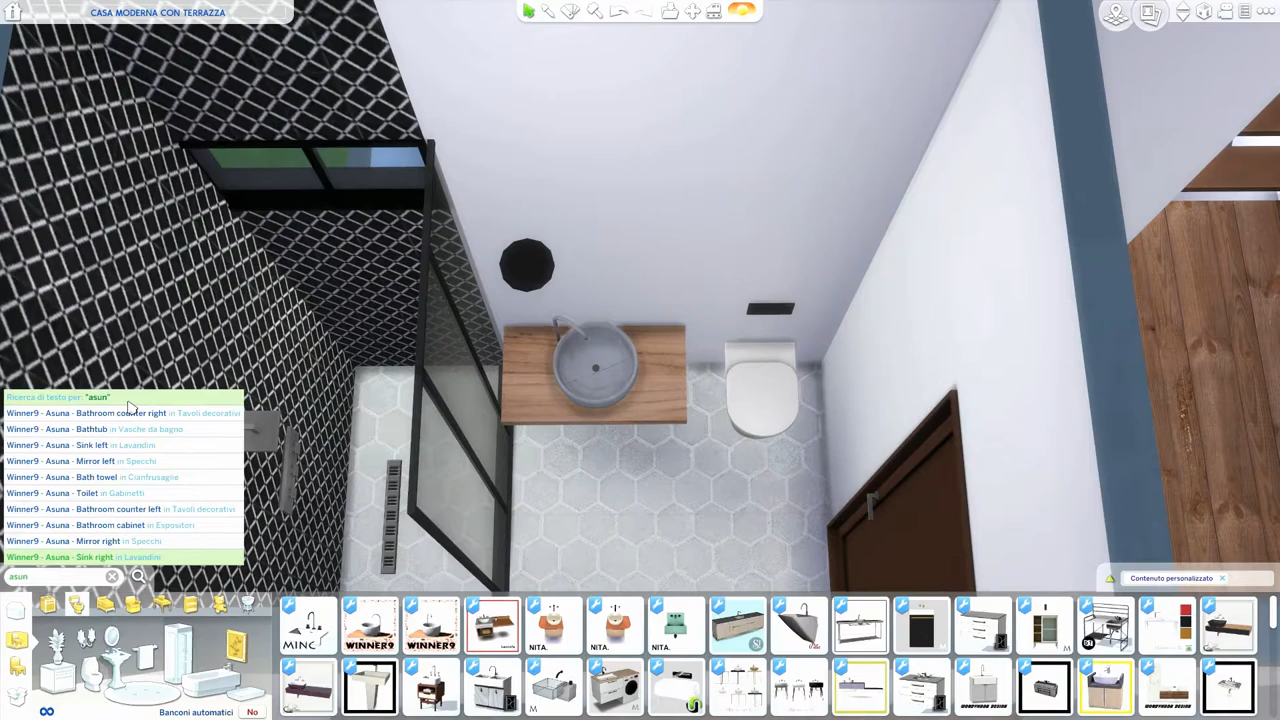 CASA MODERNA CON TERRAZZA
Ricerca di testo per: "asun"
Winner9 - Asuna - Bathroom counter right in Tavoli decorativi
Winner9 - Asuna - Bathtub in Vasche da bagno
Winner9 - Asuna - Sink left in Lavandini
Winner9 - Asuna - Mirror left in Specchi
Winner9 - Asuna - Bath towel in Cianfrusaglie
Winner9 - Asuna - Toilet in Gabinetti
Winner9 - Asuna - Bathroom counter left in Tavoli decorativi
Winner9 - Asuna - Bathroom cabinet in Espositori
Winner9 - Asuna - Mirror right in Specchi
Winner9 - Asuna - Sink right in Lavandini
asun
Contenuto personalizzato
MINC
WINNER9
WINNER9
NITA.
NITA.
NITA.
M
M
M
M
WONDYMOON DESIGN
WONDYMOON DESIGN
Banconi automatici No